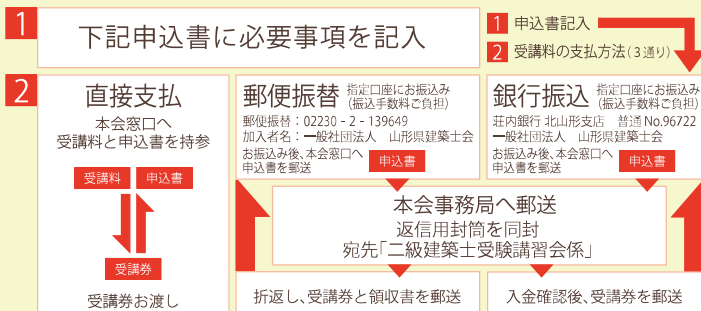 1
下記申込書に必要事項を記入
1 申込書記入
2 受講料の支払方法(3通り)
2
直接支払
本会窓口へ
受講料と申込書を持参
受講料 申込書
受講券
受講券お渡し
郵便振替 指定口座にお振込み
(振込手数料ご負担)
郵便振替:02230-2-139649
加入者名:一般社団法人 山形県建築士会
お振込み後、本会窓口へ
申込書を郵送
申込書
銀行振込 指定口座にお振込み
(振込手数料ご負担)
荘内銀行 北山形支店 普通 No.96722
一般社団法人 山形県建築士会
お振込み後、本会窓口へ
申込書を郵送
申込書
本会事務局へ郵送
返信用封筒を同封
宛先「二級建築士受験講習会係」
折返し、受講券と領収書を郵送
入金確認後、受講券を郵送